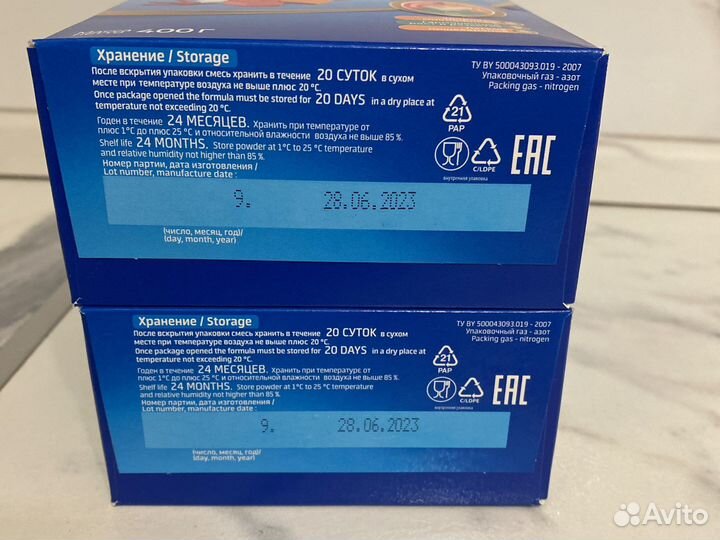 400 г
Хранение / Storage
После вскрытия упаковки смесь хранить в течение 20 СУТОК в сухом
месте при температуре воздуха не выше плюс 20 °C.
Once package opened the formula must be stored for 20 DAYS in a dry place at
temperature not exceeding 20 °C.
Годен в течение 24 МЕСЯЦЕВ. Хранить при температуре от
плюс 1°C до плюс 25 °C и относительной влажности воздуха не выше 85 %.
Shelf life 24 MONTHS. Store powder at 1°C to 25 °C temperature
and relative humidity not higher than 85 %.
Номер партии, дата изготовления /
Lot number, manufacture date :
9. 28.06.2023
(число, месяц, год)/
(day, month, year)
ТУ BY 500043093.019 - 2007
Упаковочный газ - азот
Packing gas - nitrogen
21
PAP
4
C/LDPE
внутренняя упаковка
EAC
Хранение / Storage
После вскрытия упаковки смесь хранить в течение 20 СУТОК в сухом
месте при температуре воздуха не выше плюс 20 °C.
Once package opened the formula must be stored for 20 DAYS in a dry place at
temperature not exceeding 20 °C.
Годен в течение 24 МЕСЯЦЕВ. Хранить при температуре от
плюс 1°C до плюс 25 °C и относительной влажности воздуха не выше 85 %.
Shelf life 24 MONTHS. Store powder at 1°C to 25 °C temperature
and relative humidity not higher than 85 %.
Номер партии, дата изготовления /
Lot number, manufacture date :
9. 28.06.2023
(число, месяц, год)/
(day, month, year)
ТУ BY 500043093.019 - 2007
Упаковочный газ - азот
Packing gas - nitrogen
21
PAP
C/LDPE
внутренняя упаковка
EAC
Avito